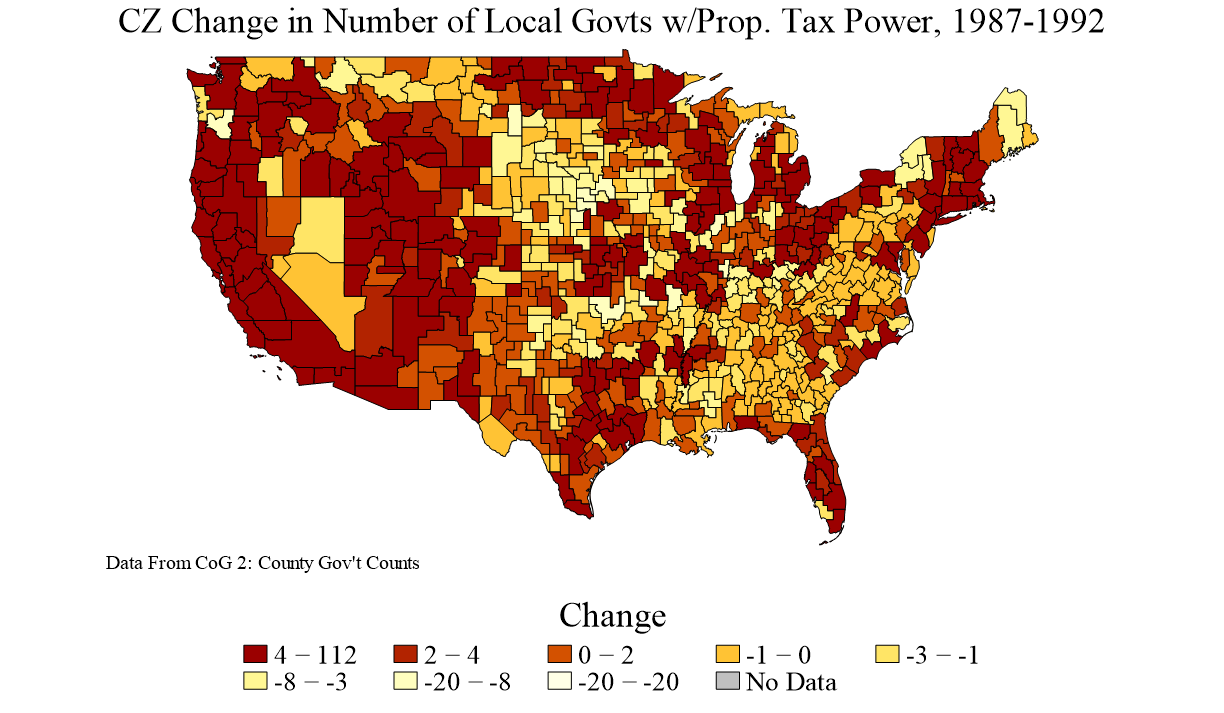 CZ Change in Number of Local Govts w/Prop. Tax Power, 1987-1992
Data From CoG 2: County Gov't Counts
Change
4 − 112 2 − 4 0 − 2 -1 − 0 -3 − -1
-8 − -3 -20 − -8 -20 − -20 No Data